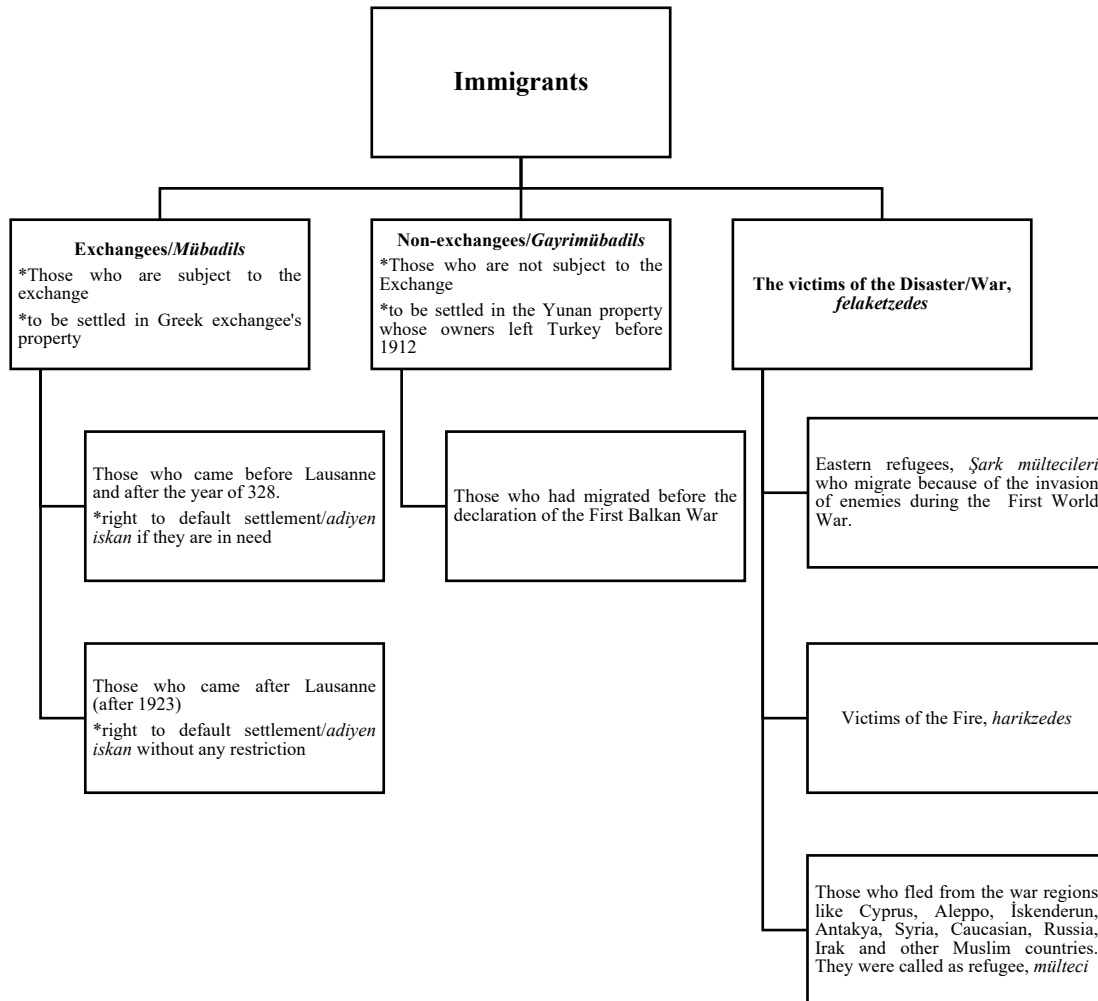 Immigrants
Exchangees/Mübadils
*Those who are subject to the
exchange
*to be settled in Greek exchangee's
property
Non-exchangees/Gayrimübadils
*Those who are not subject to the
Exchange
*to be settled in the Yunan property
whose owners left Turkey before
1912
The victims of the Disaster/War,
felaketzedes
Those who came before Lausanne
and after the year of 328.
*right to default settlement/adiyen
iskan if they are in need
Those who had migrated before the
declaration of the First Balkan War
Eastern refugees, Şark mültecileri
who migrate because of the invasion
of enemies during the First World
War.
Those who came after Lausanne
(after 1923)
*right to default settlement/adiyen
iskan without any restriction
Victims of the Fire, harikzedes
Those who fled from the war regions
like Cyprus, Aleppo, İskenderun,
Antakya, Syria, Caucasian, Russia,
Irak and other Muslim countries.
They were called as refugee, mülteci